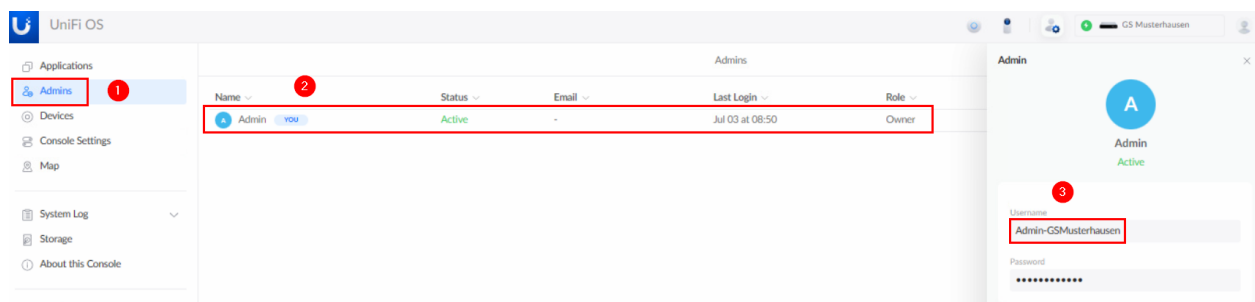 UniFi OS
GS Musterhausen
Applications
Admins
1
Devices
Console Settings
Map
System Log
Storage
About this Console
Admins
2
Name Status Email Last Login Role
A Admin YOU Active - Jul 03 at 08:50 Owner
Admin
A
Admin
Active
3
Username
Admin-GSMusterhausen
Password
••••••••••••